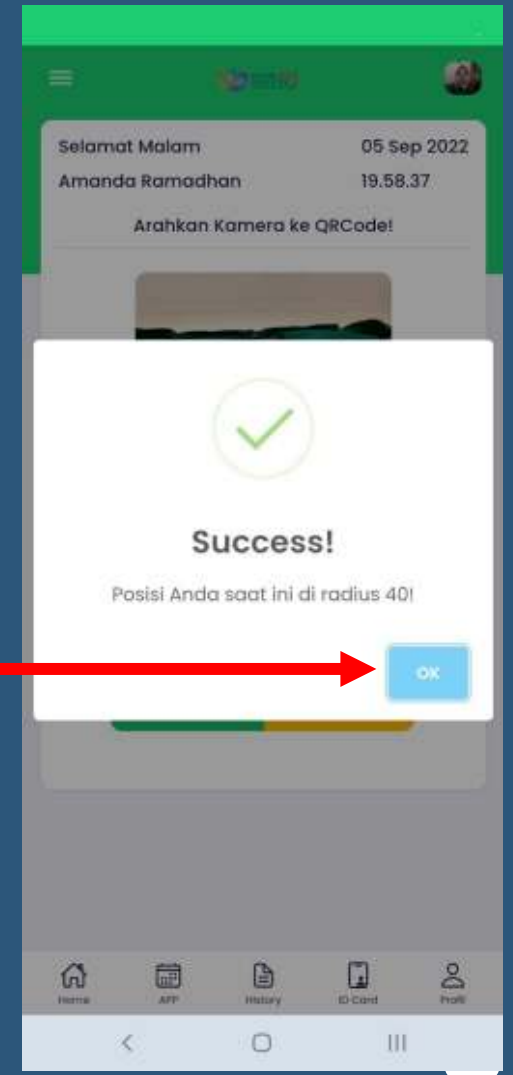 Selamat Malam 05 Sep 2022
Amanda Ramadhan 19.58.37
Arahkan Kamera ke QRCode!
Success!
Posisi Anda saat ini di radius 40!
OK
Home APP History ID Card Profil